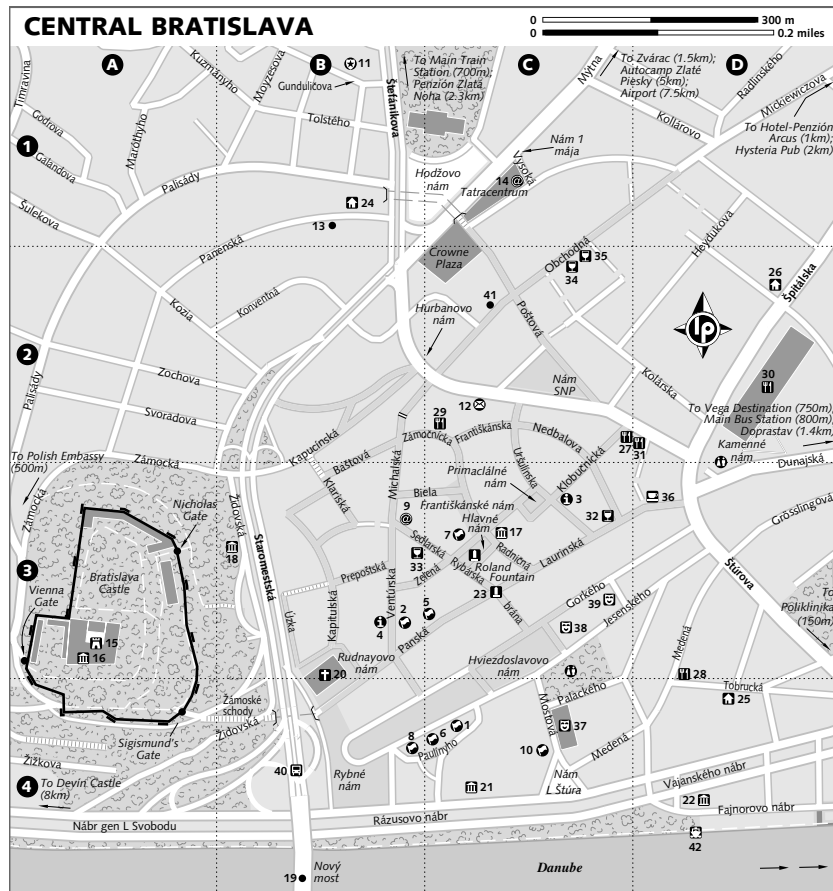 CENTRAL BRATISLAVA
0 300 m
0 0.2 miles
A
B
C
D
1
2
3
4
Timravina
Godrova
Galandova
Maróthyho
Kuzmányho
Moyzesova
Gunduličova
11
Tolstého
Štefánikova
To Main Train
Station (700m);
Penzión Zlatá
Noha (2.3km)
Mýtna
To Zvárac (1.5km);
Autocamp Zlaté
Piesky (5km);
Airport (7.5km)
Radlinského
Mickiewiczova
Kollárovo
To Hotel-Penzión
Arcus (1km);
Hysteria Pub (2km)
Nám 1
mája
Vysoká
Hodžovo
nám
14
Tatracentrum
Palisády
Šulekova
24
13
Panenská
Crowne
Plaza
Obchodná
35
34
Heydukova
26
Špitálska
Kozia
Konventná
41
Hurbanovo
nám
Poštová
lp
Palisády
Zochova
Svoradova
Zámocká
Nám
SNP
Kolárska
30
To Vega Destination (750m);
Main Bus Station (800m);
Doprastav (1.4km)
Kamenné
nám
Dunajská
12
29
Zámočnícka
Františkánska
Nedbalova
27
31
Kapucínska
Baštová
Klariská
Michalská
Uršulínska
Primaciálné
nám
Klobučnícka
3
36
32
Grösslingová
To Polish Embassy
(500m)
Zámocká
Nicholas
Gate
Židovská
18
Staromestská
Biela
9
Františkánské nám
Hlavné
nám
7
17
Sedlárska
33
Zelená
Radničná
Laurinská
Roland
Fountain
Rybárska
brána
23
Vienna
Gate
Bratislava
Castle
15
16
Prepoštská
Kapitulská
Úzka
Ventúrska
4
2
5
Panská
Gorkého
39
Jesenského
38
Štúrova
To
Poliklinika
(150m)
Medená
28
Tobrucká
25
Rudnayovo
nám
20
Hviezdoslavovo
nám
Palackého
Mostová
37
Medená
Zámoské
schody
Židovská
Sigismund's
Gate
Žižkova
To Devín Castle
(8km)
40
Rybné
nám
8
6
1
Paulínyho
10
21
Nám
L Štúra
Vajanského nábr
22
Fajnorovo nábr
Nábr gen L Svobodu
Rázusovo nábr
42
19
Nový
most
Danube